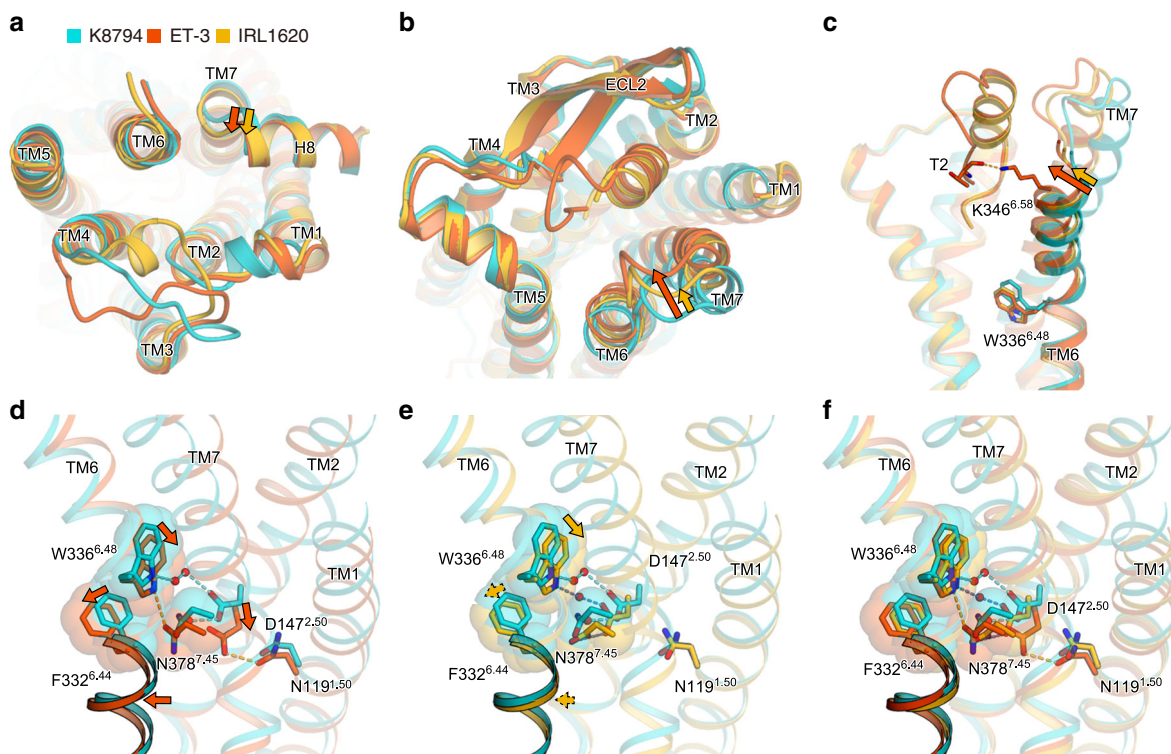 a
K8794 ET-3 IRL1620
TM7
TM6
TM5
H8
TM4
TM2
TM1
TM3
b
TM3
ECL2
TM2
TM4
TM1
TM5
TM7
TM6
c
TM7
T2
K346^6.58
W336^6.48
TM6
d
TM6
TM7
TM2
W336^6.48
TM1
D147^2.50
N378^7.45
F332^6.44
N119^1.50
e
TM6
TM7
TM2
W336^6.48
D147^2.50
TM1
N378^7.45
F332^6.44
N119^1.50
f
TM6
TM7
TM2
W336^6.48
TM1
D147^2.50
N378^7.45
F332^6.44
N119^1.50